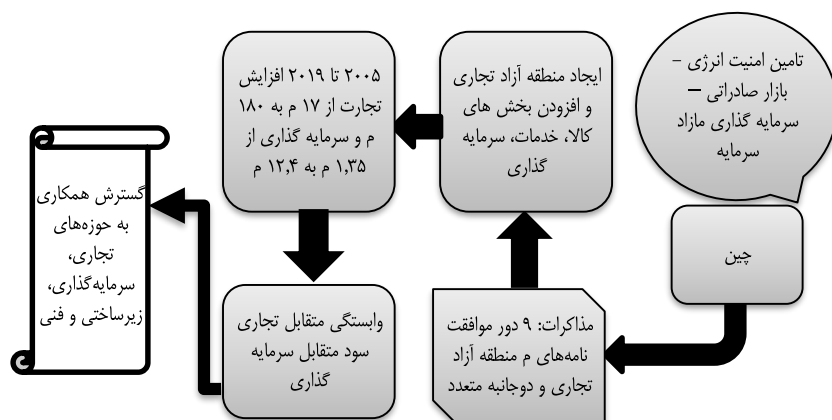 تامین امنیت انرژی –
بازار صادراتی –
سرمایه گذاری مازاد
سرمایه
چین
مذاکرات: ۹ دور موافقت
نامه‌های م منطقه آزاد
تجاری و دوجانبه متعدد
ایجاد منطقه آزاد تجاری
و افزودن بخش های
کالا، خدمات، سرمایه
گذاری
۲۰۰۵ تا ۲۰۱۹ افزایش
تجارت از ۱۷ م به ۱۸۰
م و سرمایه گذاری از
۱,۳۵ م به ۱۲,۴ م
وابستگی متقابل تجاری
سود متقابل سرمایه
گذاری
گسترش همکاری
به حوزه‌های
تجاری،
سرمایه‌گذاری،
زیرساختی و فنی